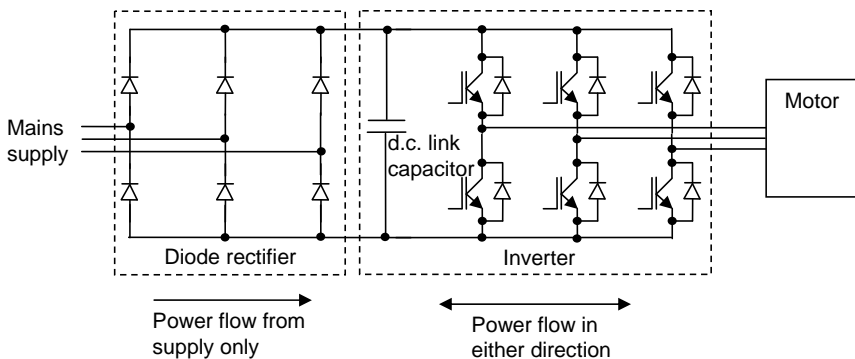 Mains
supply
d.c. link
capacitor
Motor
Diode rectifier
Inverter
Power flow from
supply only
Power flow in
either direction